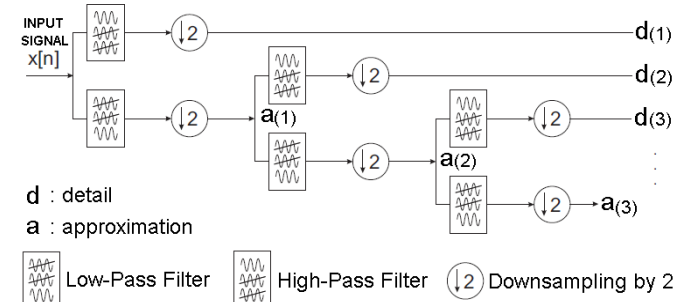 INPUT
SIGNAL
x[n]
↓2
d(1)
↓2
a(1)
↓2
d(2)
↓2
a(2)
↓2
d(3)
↓2
a(3)
d : detail
a : approximation
Low-Pass Filter
High-Pass Filter
↓2 Downsampling by 2